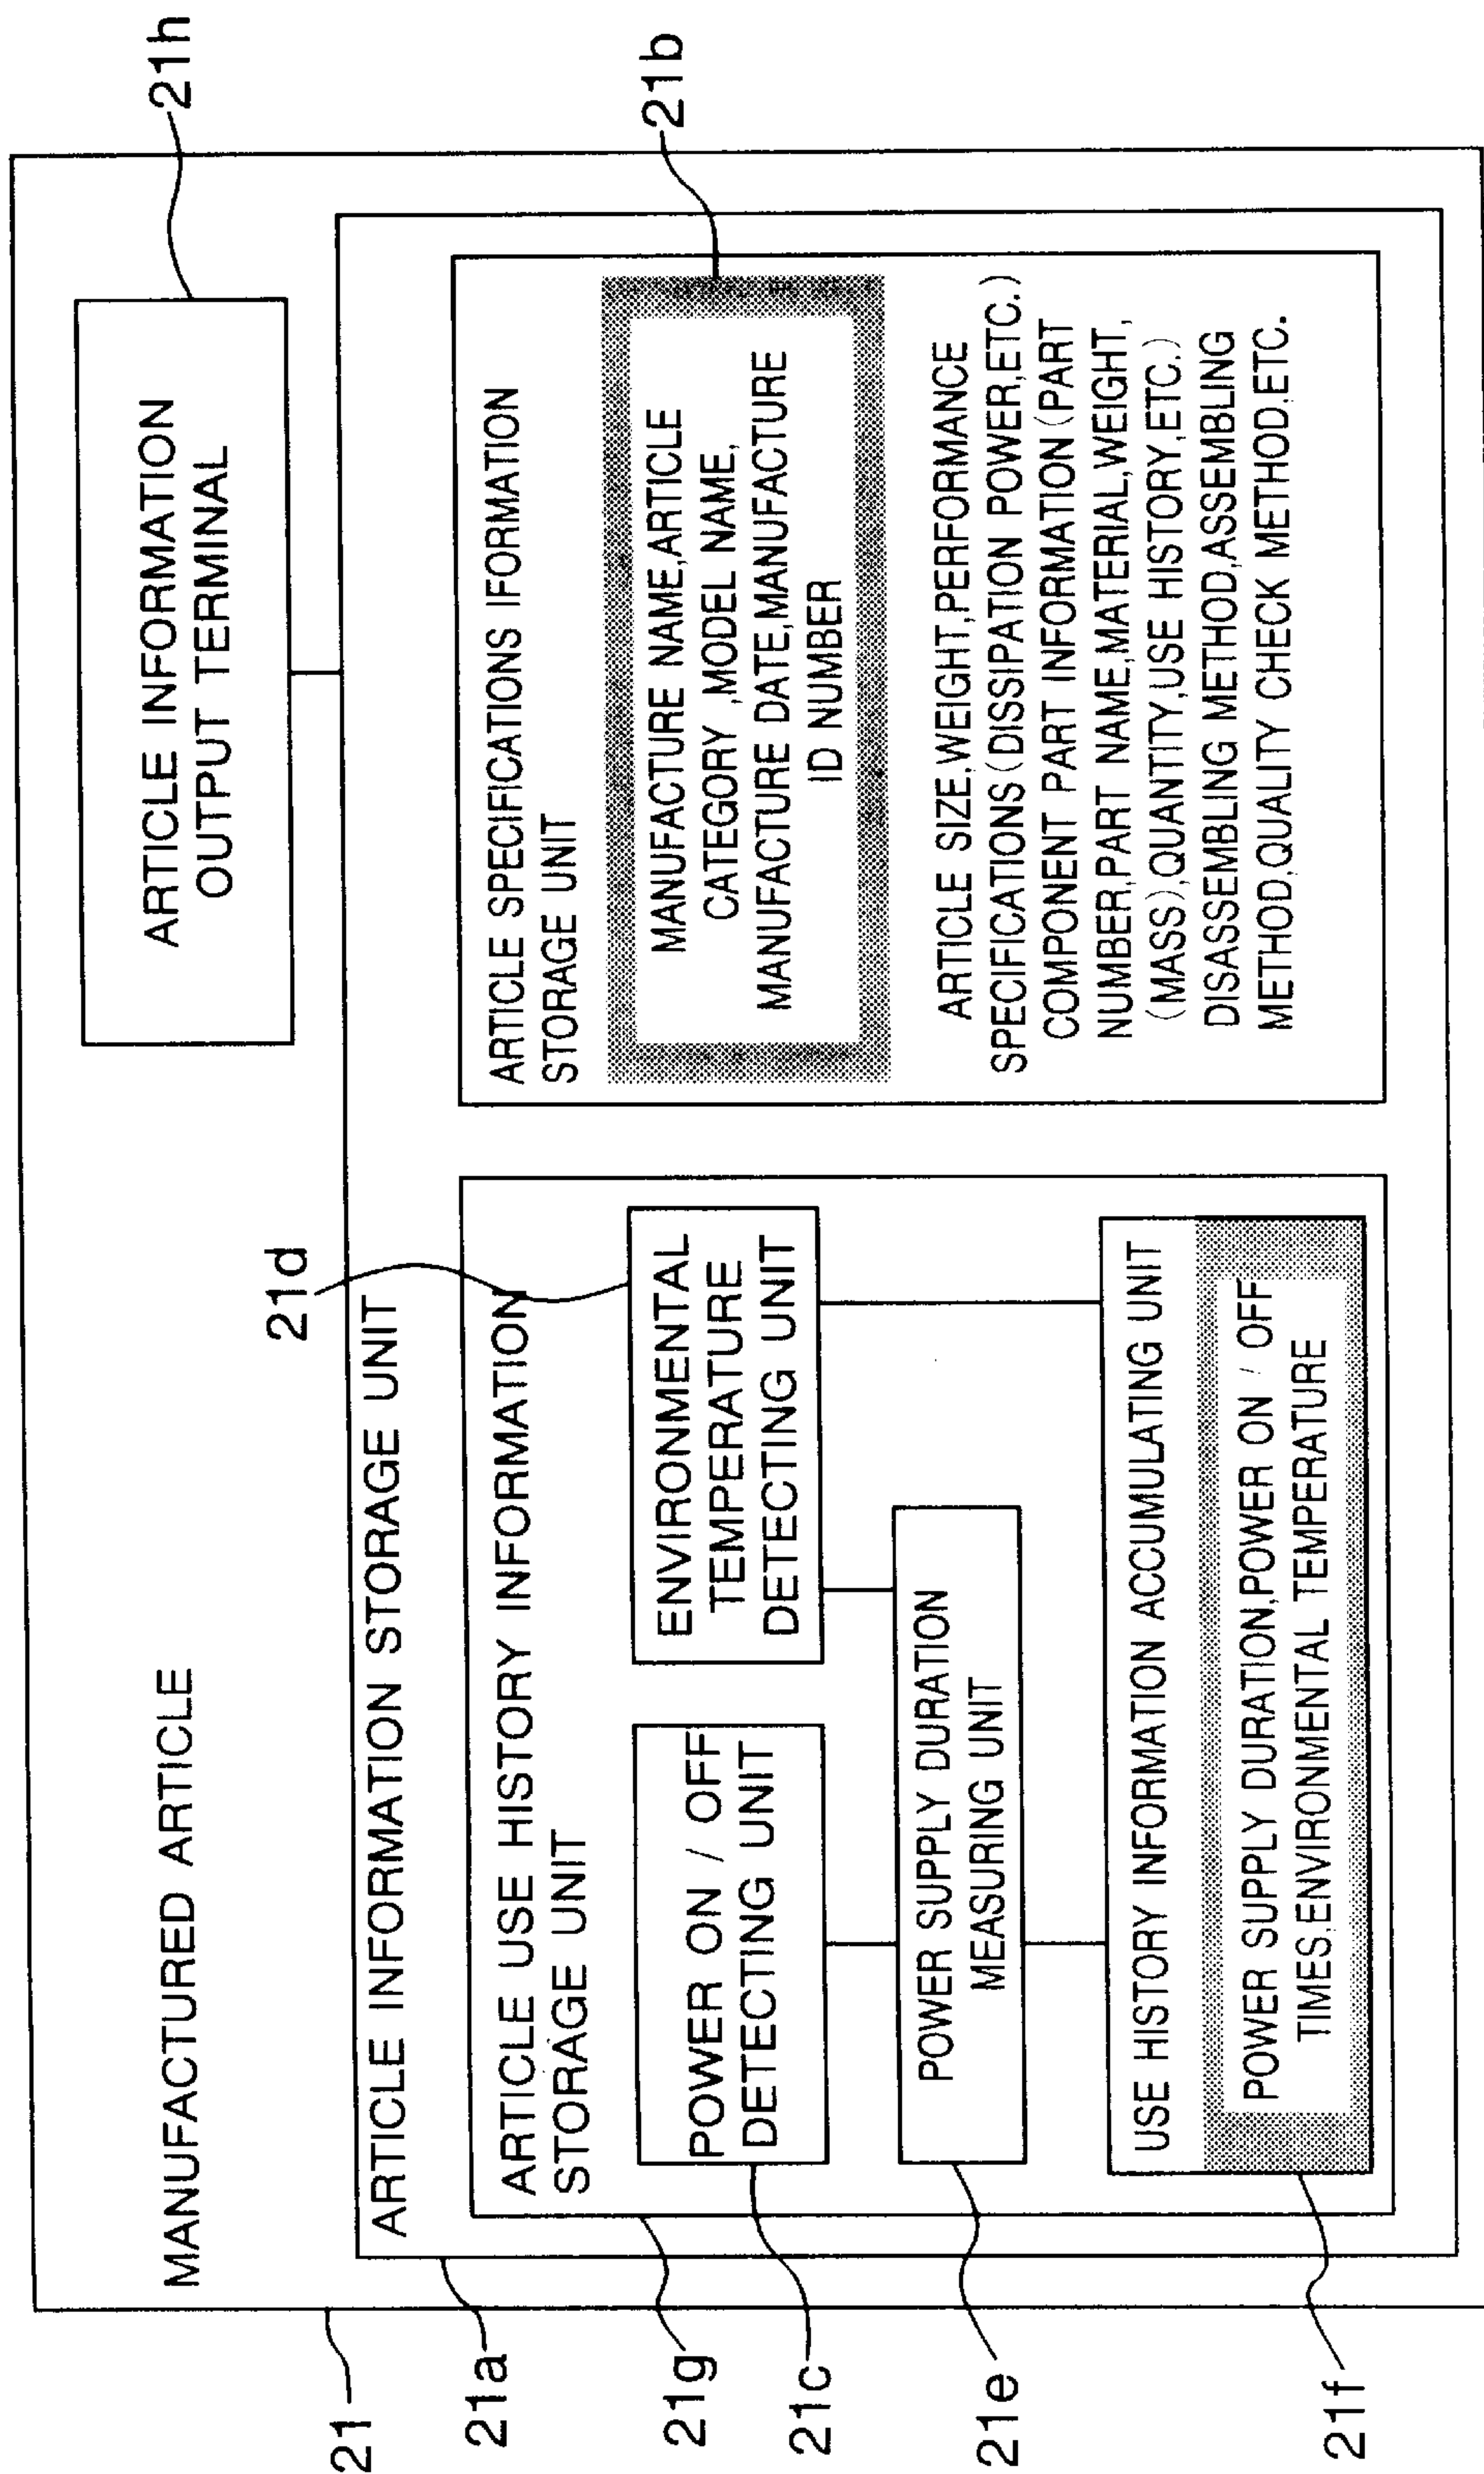 MANUFACTURED ARTICLE
ARTICLE INFORMATION
OUTPUT TERMINAL
21h
21
21a
ARTICLE INFORMATION STORAGE UNIT
21d
21g
ARTICLE USE HISTORY INFORMATION
STORAGE UNIT
21c
POWER ON / OFF
DETECTING UNIT
ENVIRONMENTAL
TEMPERATURE
DETECTING UNIT
21e
POWER SUPPLY DURATION
MEASURING UNIT
21f
USE HISTORY INFORMATION ACCUMULATING UNIT
POWER SUPPLY DURATION,POWER ON / OFF
TIMES,ENVIRONMENTAL TEMPERATURE
ARTICLE SPECIFICATIONS IFORMATION
STORAGE UNIT
21b
MANUFACTURE NAME,ARTICLE
CATEGORY ,MODEL NAME,
MANUFACTURE DATE,MANUFACTURE
ID NUMBER
ARTICLE SIZE,WEIGHT,PERFORMANCE
SPECIFICATIONS(DISSIPATION POWER,ETC.)
COMPONENT PART INFORMATION(PART
NUMBER,PART NAME,MATERIAL,WEIGHT,
(MASS),QUANTITY,USE HISTORY,ETC.)
DISASSEMBLING METHOD,ASSEMBLING
METHOD,QUALITY CHECK METHOD,ETC.